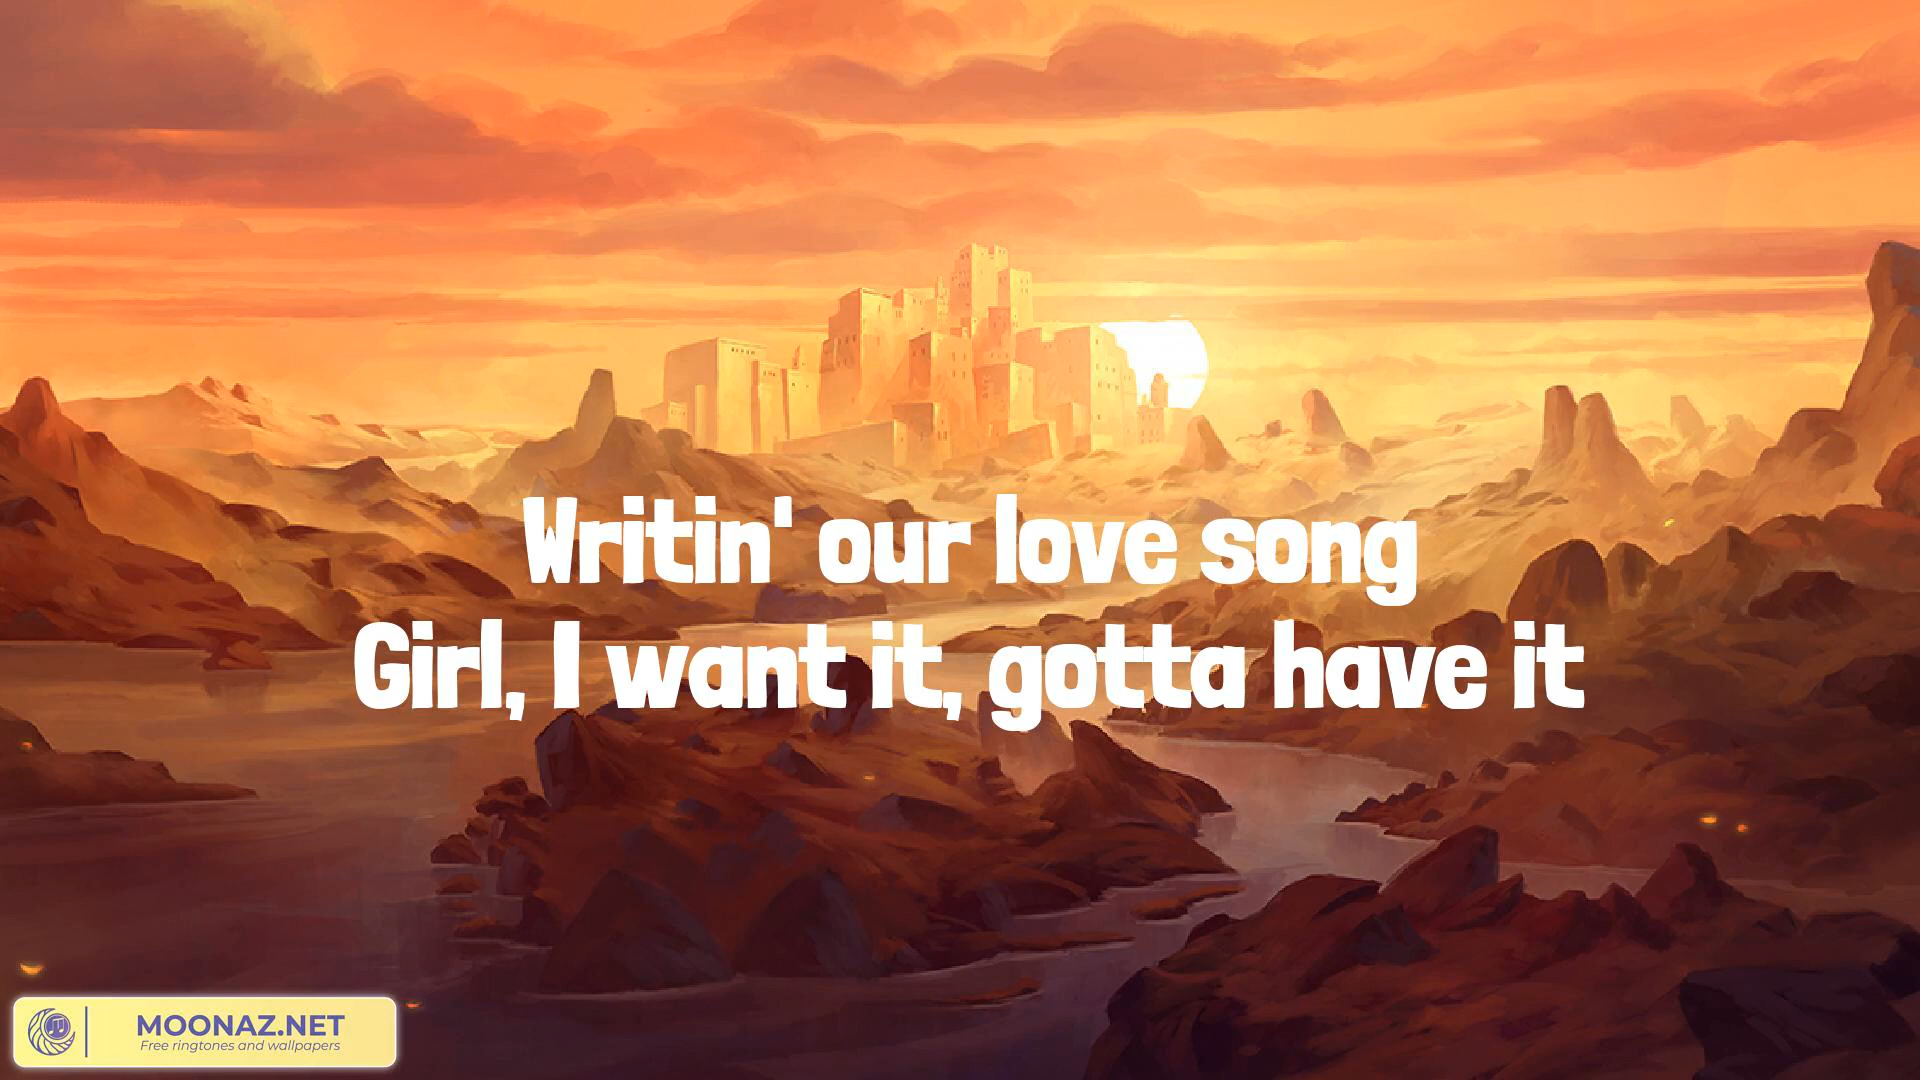 Writin' our love song
Girl, I want it, gotta have it
MOONAZ.NET
Free ringtones and wallpapers